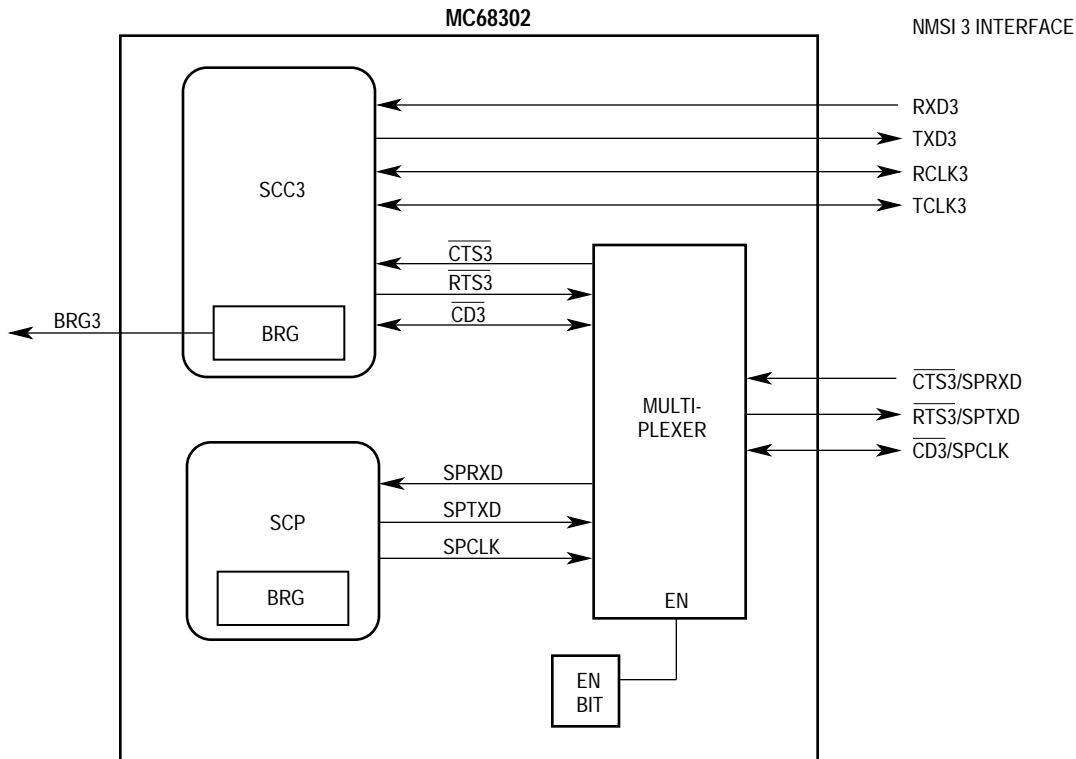 MC68302
NMSI 3 INTERFACE
RXD3
TXD3
SCC3
RCLK3
TCLK3
CTS3
RTS3
CD3
BRG3
BRG
CTS3/SPRXD
MULTI-
PLEXER
RTS3/SPTXD
CD3/SPCLK
SPRXD
SCP
SPTXD
SPCLK
BRG
EN
EN
BIT